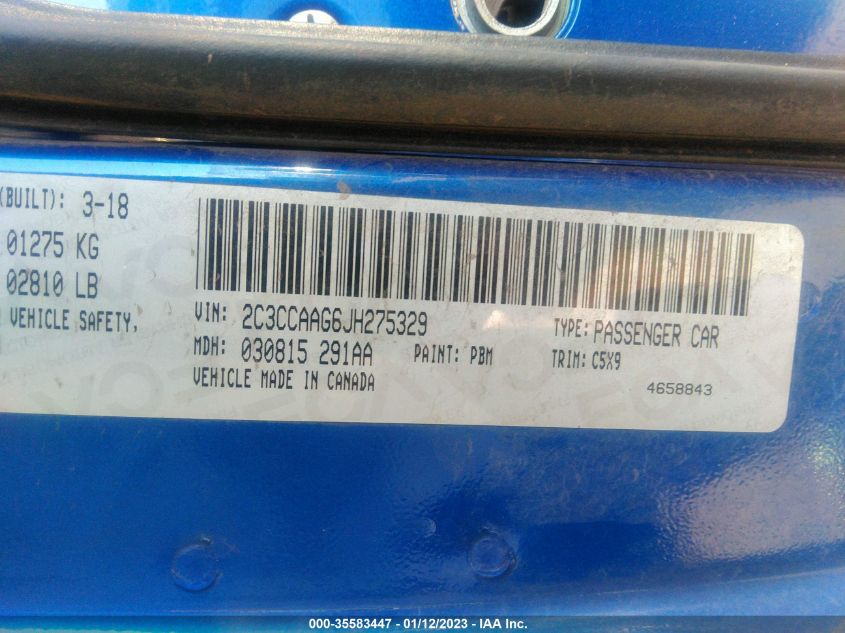 (BUILT): 3-18
01275 KG
02810 LB
VEHICLE SAFETY,
VIN: 2C3CCAAG6JH275329
TYPE: PASSENGER CAR
MDH: 030815 291AA
PAINT: PBM
TRIM: C5X9
VEHICLE MADE IN CANADA
4658843
000-35583447 - 01/12/2023 - IAA Inc.